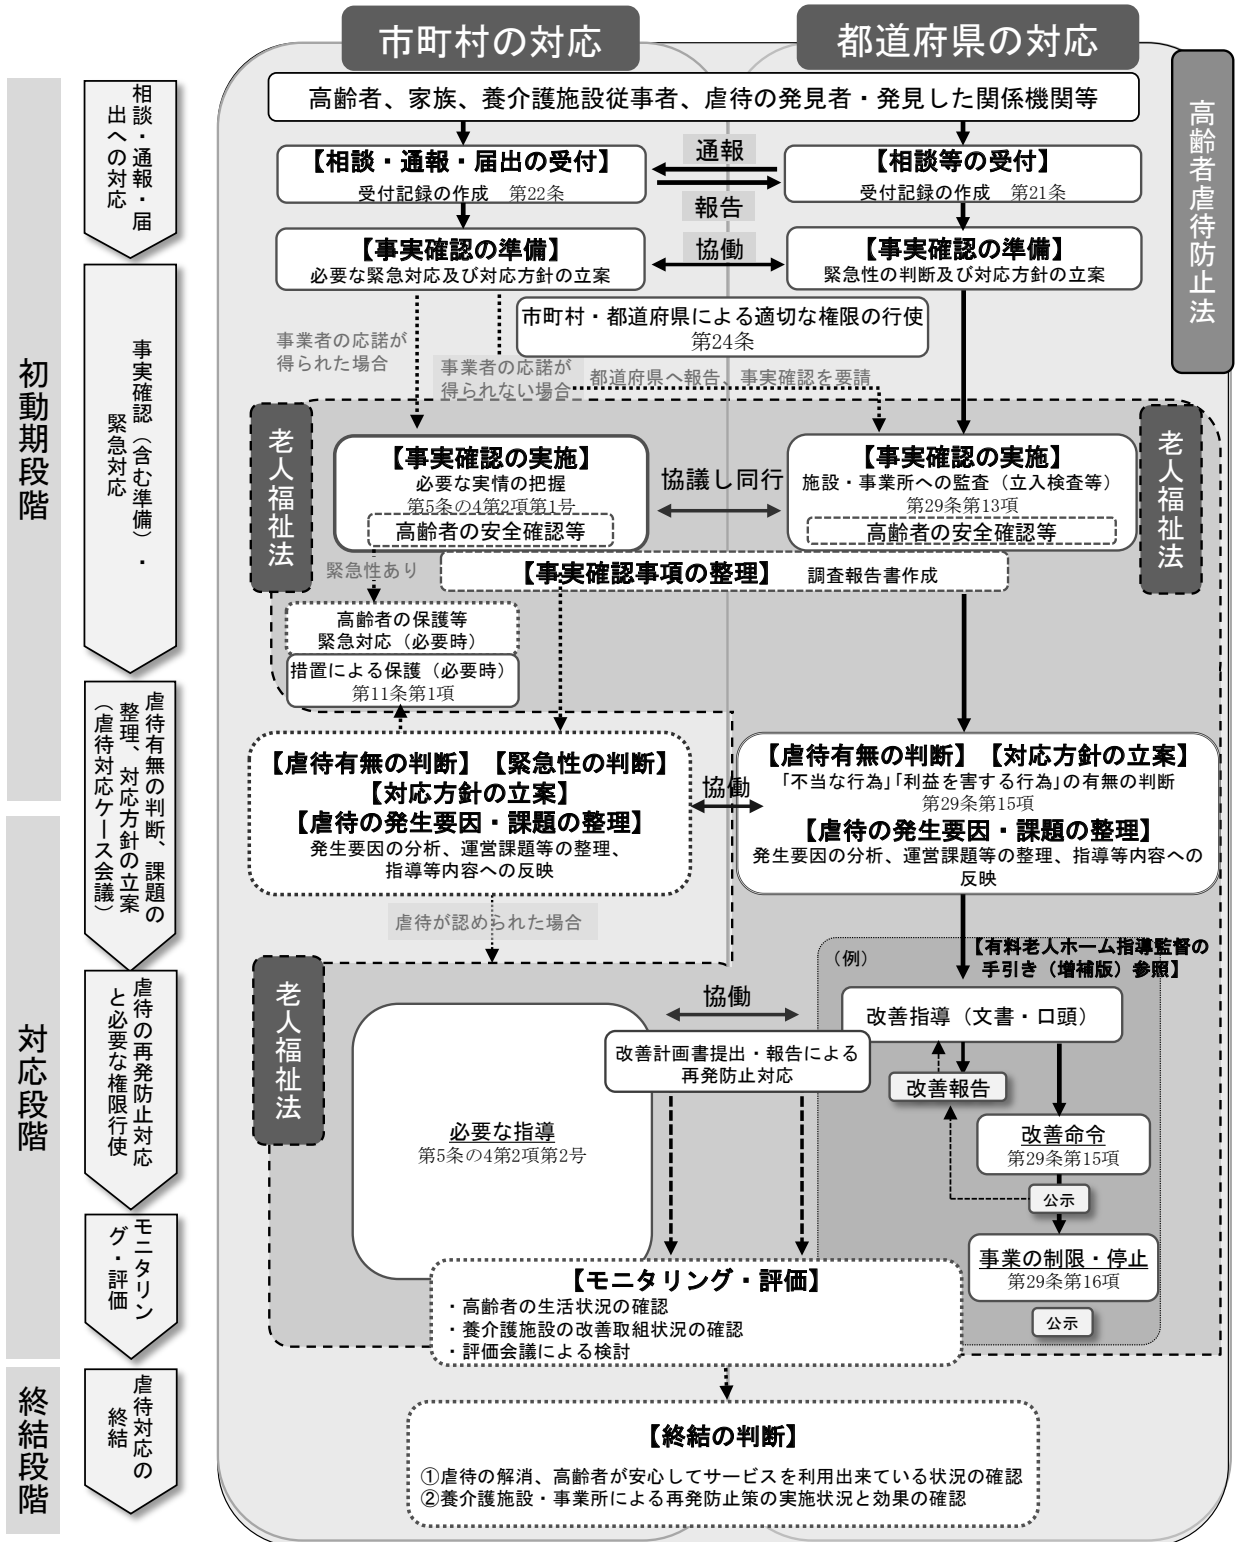 市町村の対応
都道府県の対応
高齢者虐待防止法
高齢者、家族、養介護施設従事者、虐待の発見者・発見した関係機関等
初動期段階
相談・通報・届
出への対応
【相談・通報・届出の受付】
受付記録の作成　第22条
通報
報告
【相談等の受付】
受付記録の作成　第21条
【事実確認の準備】
必要な緊急対応及び対応方針の立案
協働
【事実確認の準備】
緊急性の判断及び対応方針の立案
市町村・都道府県による適切な権限の行使
第24条
事実確認（含む準備）・
緊急対応
事業者の応諾が
得られた場合
事業者の応諾が
得られない場合
都道府県へ報告、事実確認を要請
老人福祉法
老人福祉法
【事実確認の実施】
必要な実情の把握
第5条の4第2項第1号
高齢者の安全確認等
協議し同行
【事実確認の実施】
施設・事業所への監査（立入検査等）
第29条第13項
高齢者の安全確認等
緊急性あり
【事実確認事項の整理】　調査報告書作成
高齢者の保護等
緊急対応（必要時）
措置による保護（必要時）
第11条第1項
虐待有無の判断、課題の
整理、対応方針の立案
（虐待対応ケース会議）
【虐待有無の判断】【緊急性の判断】
【対応方針の立案】
【虐待の発生要因・課題の整理】
発生要因の分析、運営課題等の整理、
指導等内容への反映
協働
【虐待有無の判断】【対応方針の立案】
「不当な行為」「利益を害する行為」の有無の判断
第29条第15項
【虐待の発生要因・課題の整理】
発生要因の分析、運営課題等の整理、指導等内容への
反映
虐待が認められた場合
対応段階
虐待の再発防止対応
と必要な権限行使
老人福祉法
（例）
【有料老人ホーム指導監督の
手引き（増補版）参照】
協働
改善指導（文書・口頭）
改善計画書提出・報告による
再発防止対応
改善報告
必要な指導
第5条の4第2項第2号
改善命令
第29条第15項
公示
事業の制限・停止
第29条第16項
公示
モニタリン
グ・評価
【モニタリング・評価】
・高齢者の生活状況の確認
・養介護施設の改善取組状況の確認
・評価会議による検討
終結段階
虐待対応の
終結
【終結の判断】
①虐待の解消、高齢者が安心してサービスを利用出来ている状況の確認
②養介護施設・事業所による再発防止策の実施状況と効果の確認